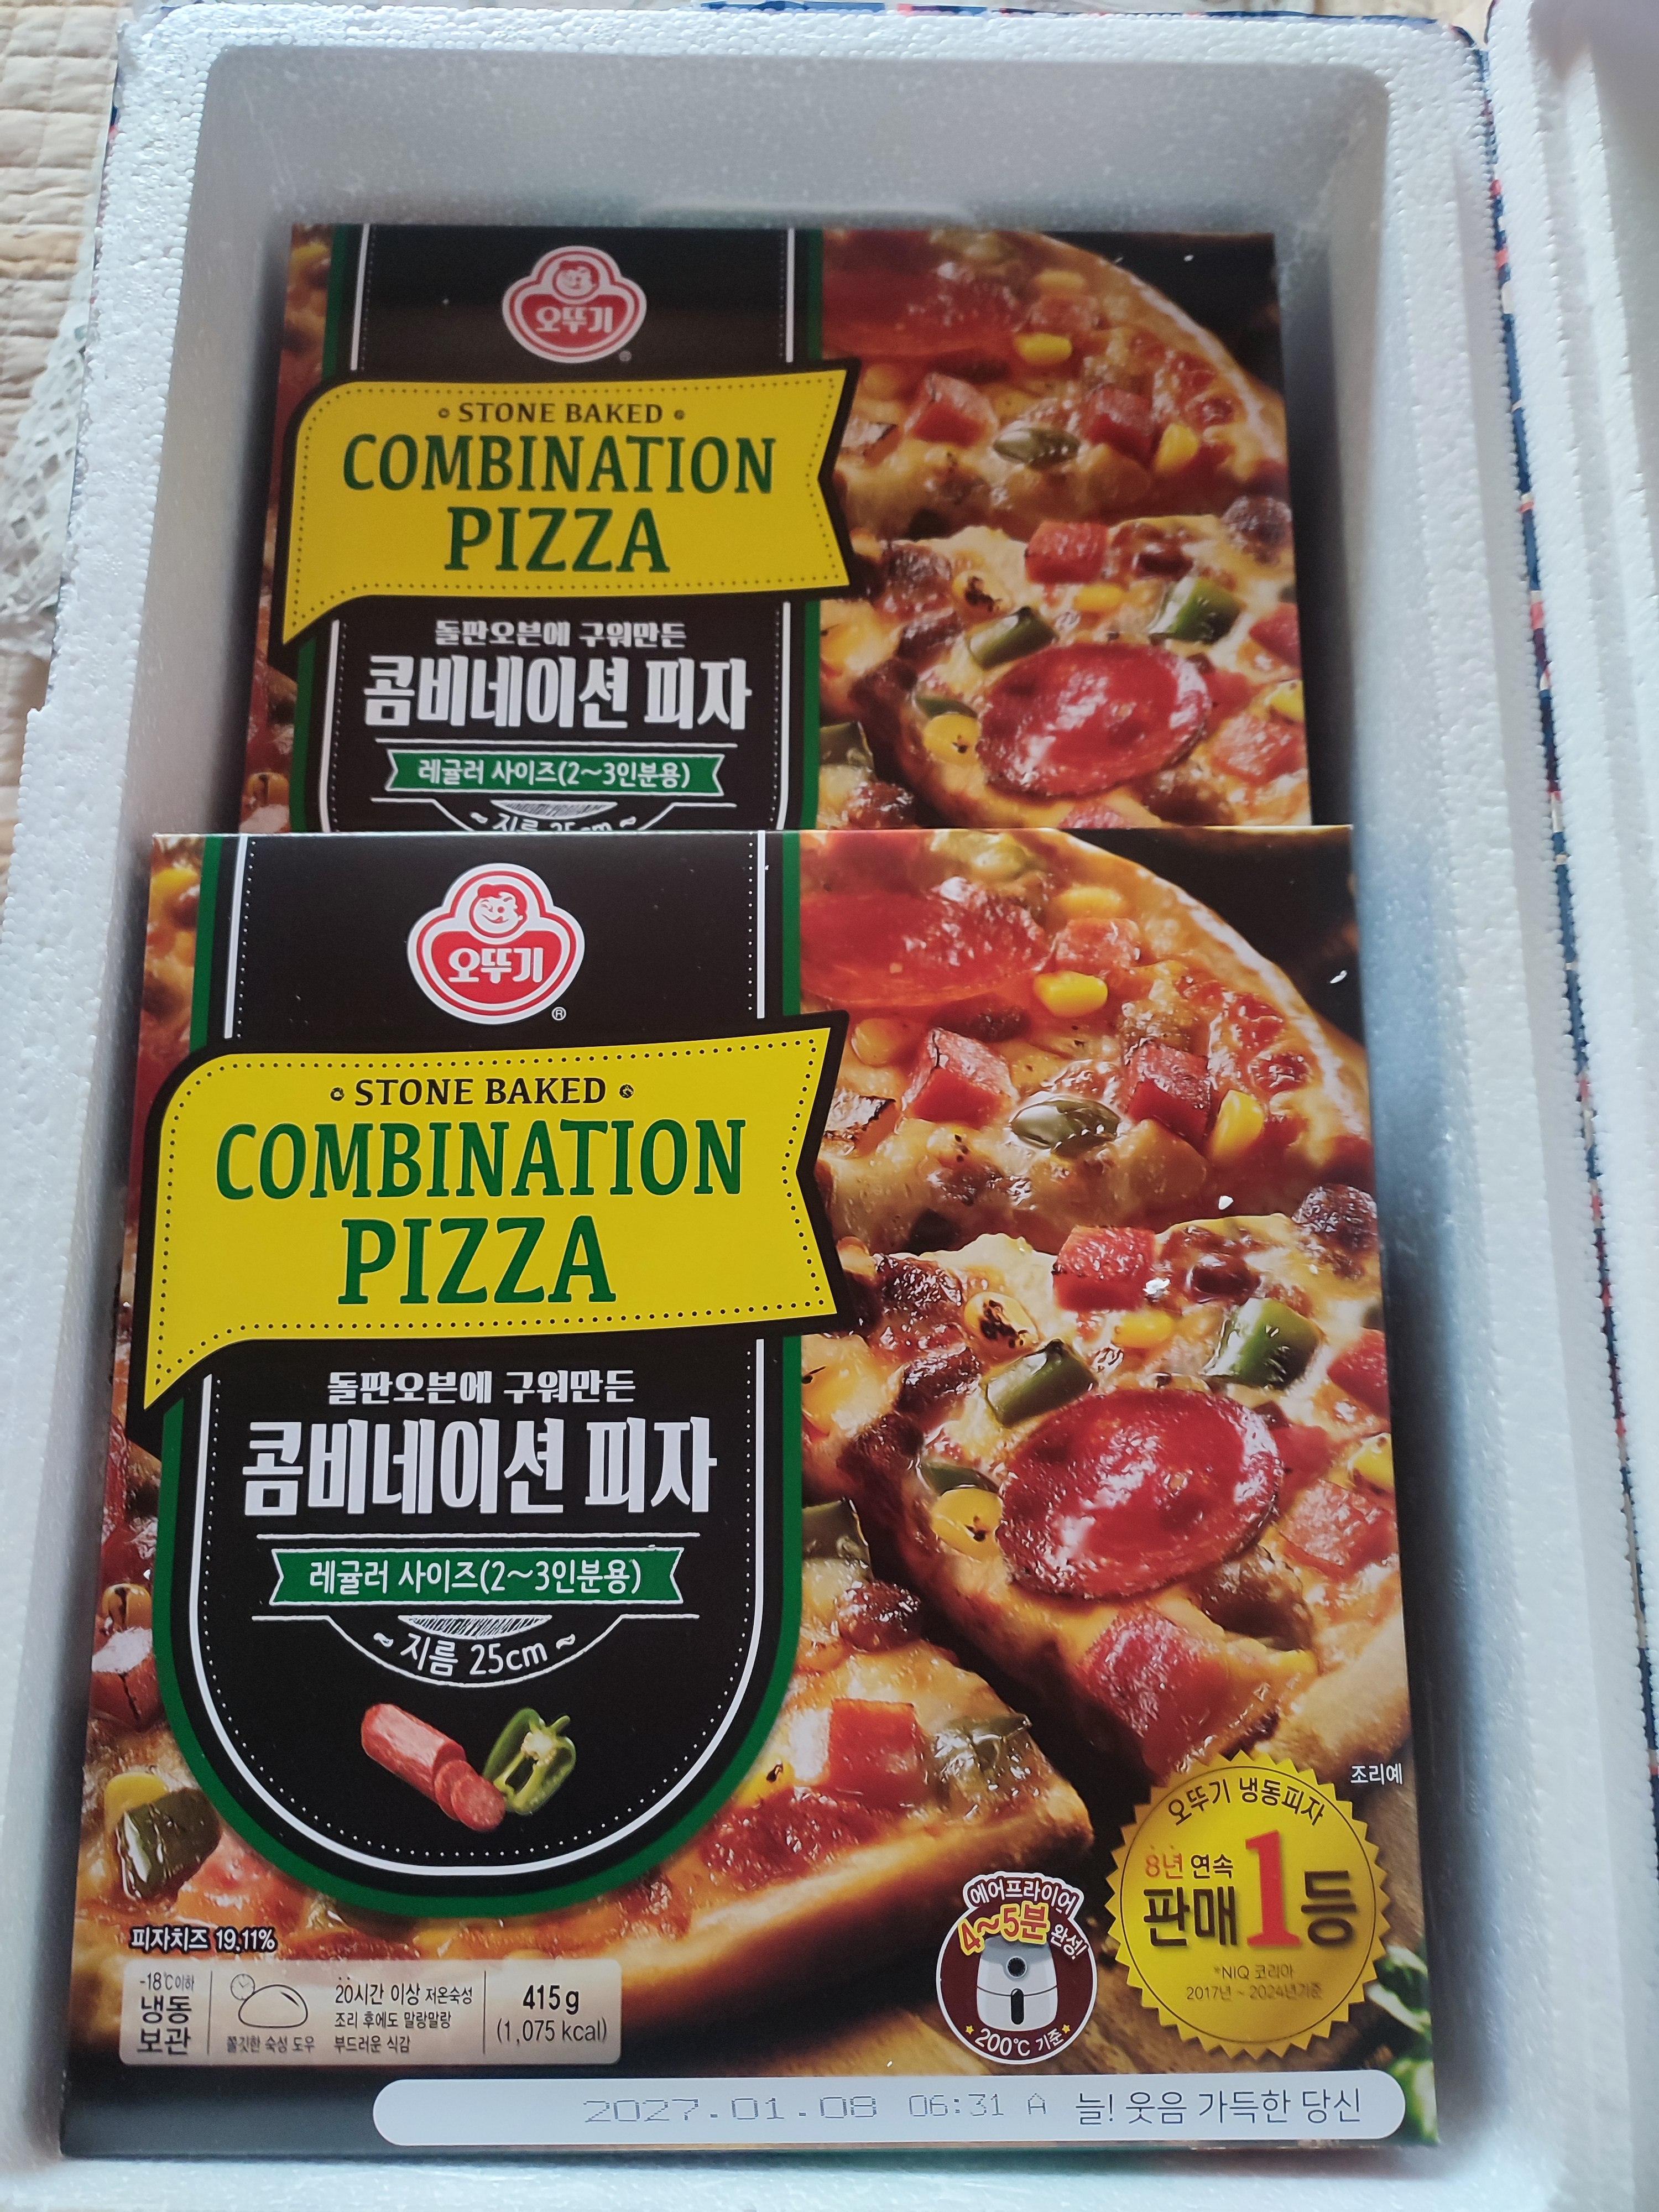 오뚜기
®
STONE BAKED
COMBINATION
PIZZA
돌판오븐에 구워만든
콤비네이션 피자
레귤러 사이즈(2~3인분용)
~ 지름 25cm ~
오뚜기
®
STONE BAKED
COMBINATION
PIZZA
돌판오븐에 구워만든
콤비네이션 피자
레귤러 사이즈(2~3인분용)
~ 지름 25cm ~
조리예
오뚜기 냉동피자
8년 연속
판매 1등
*NIQ 코리아
2017년 ~ 2024년기준
에어프라이어
4~5분 완성!
200℃ 기준
피자치즈 19.11%
-18℃이하
냉동
보관
쫄깃한 숙성 도우
20시간 이상 저온숙성
조리 후에도 말랑말랑
부드러운 식감
415g
(1,075 kcal)
2027.01.08 06:31 A 늘! 웃음 가득한 당신